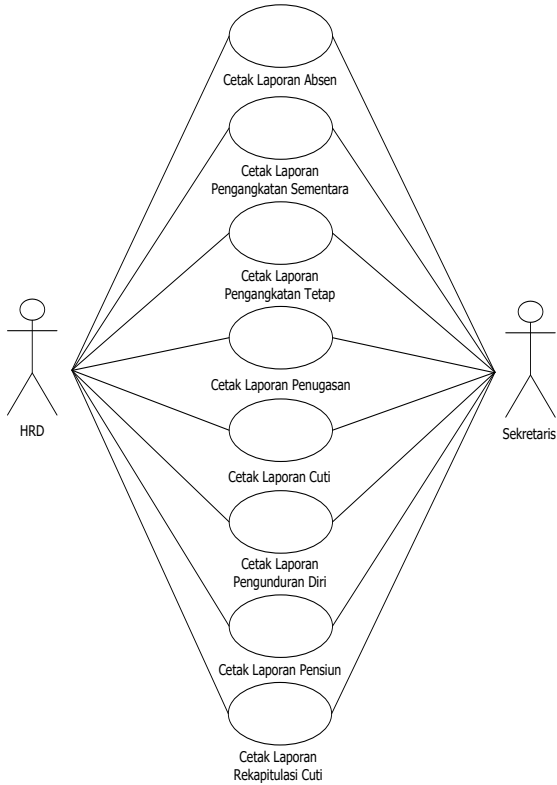 Cetak Laporan Absen
Cetak Laporan
Pengangkatan Sementara
Cetak Laporan
Pengangkatan Tetap
Cetak Laporan Penugasan
HRD
Sekretaris
Cetak Laporan Cuti
Cetak Laporan
Pengunduran Diri
Cetak Laporan Pensiun
Cetak Laporan
Rekapitulasi Cuti